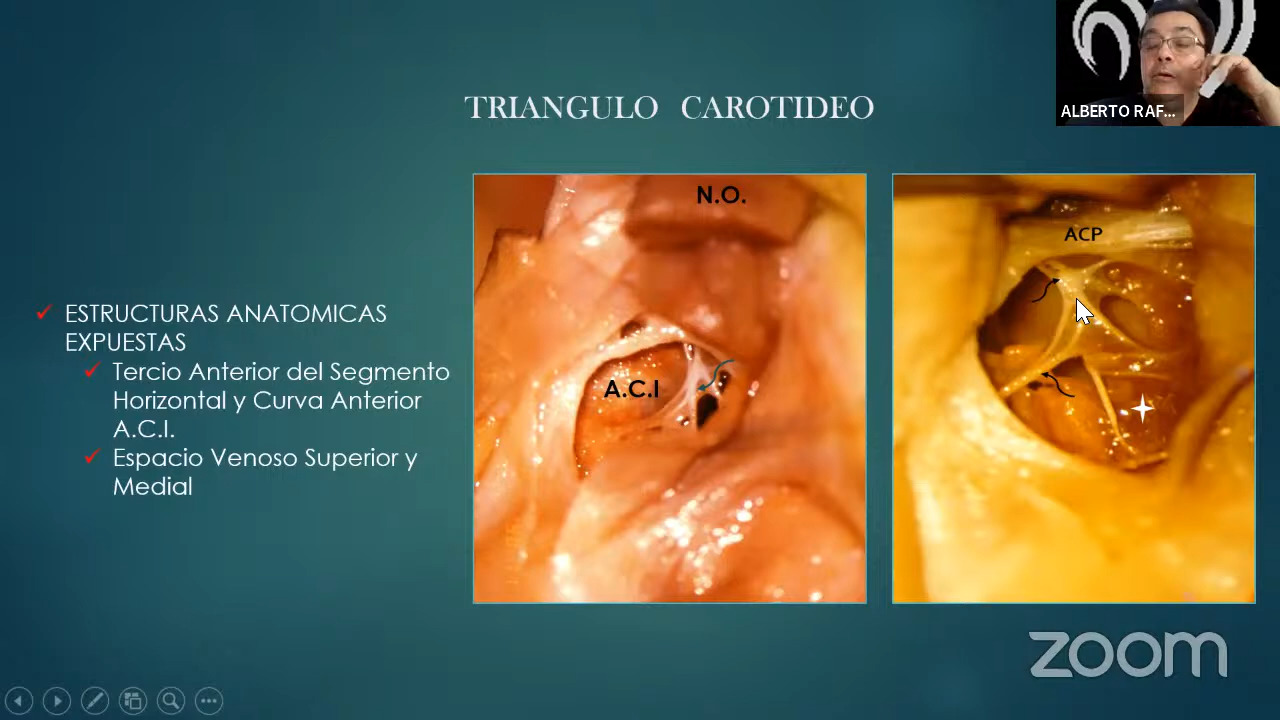 ALBERTO RAF...
TRIANGULO CAROTIDEO
N.O.
ACP
ESTRUCTURAS ANATOMICAS
EXPUESTAS
Tercio Anterior del Segmento
Horizontal y Curva Anterior
A.C.I.
Espacio Venoso Superior y
Medial
A.C.I
zoom